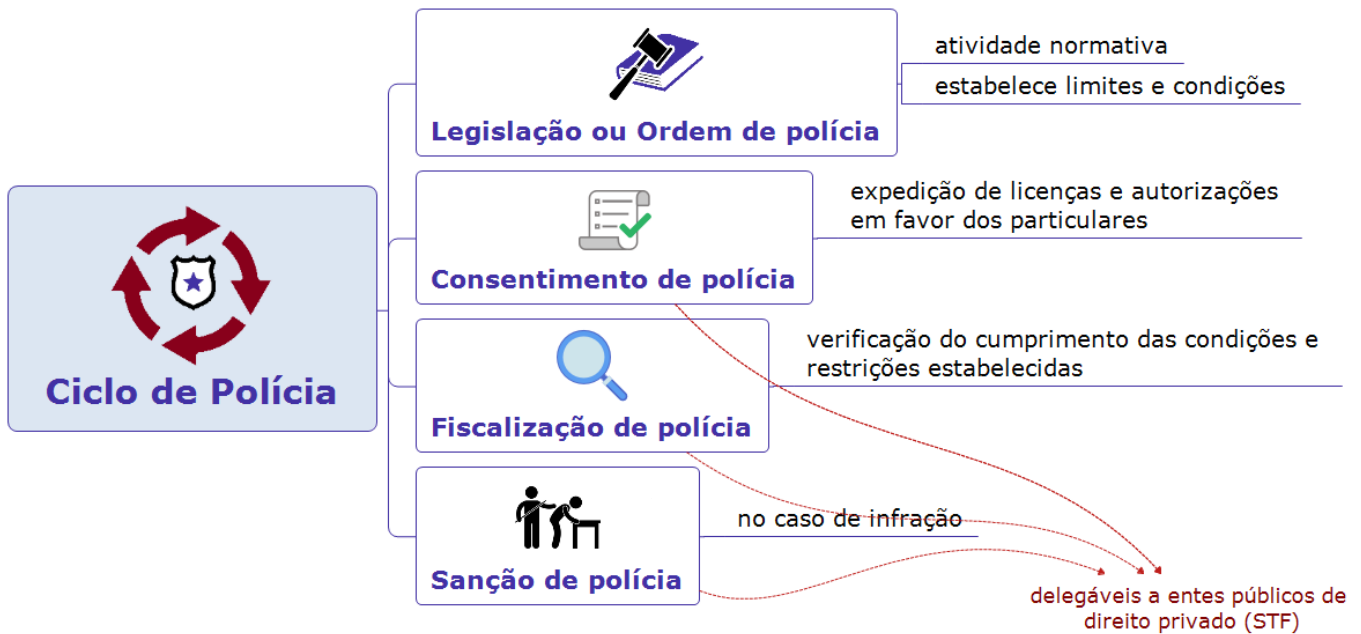 Ciclo de Polícia
Legislação ou Ordem de polícia
atividade normativa
estabelece limites e condições
Consentimento de polícia
expedição de licenças e autorizações
em favor dos particulares
Fiscalização de polícia
verificação do cumprimento das condições e
restrições estabelecidas
Sanção de polícia
no caso de infração
delegáveis a entes públicos de
direito privado (STF)